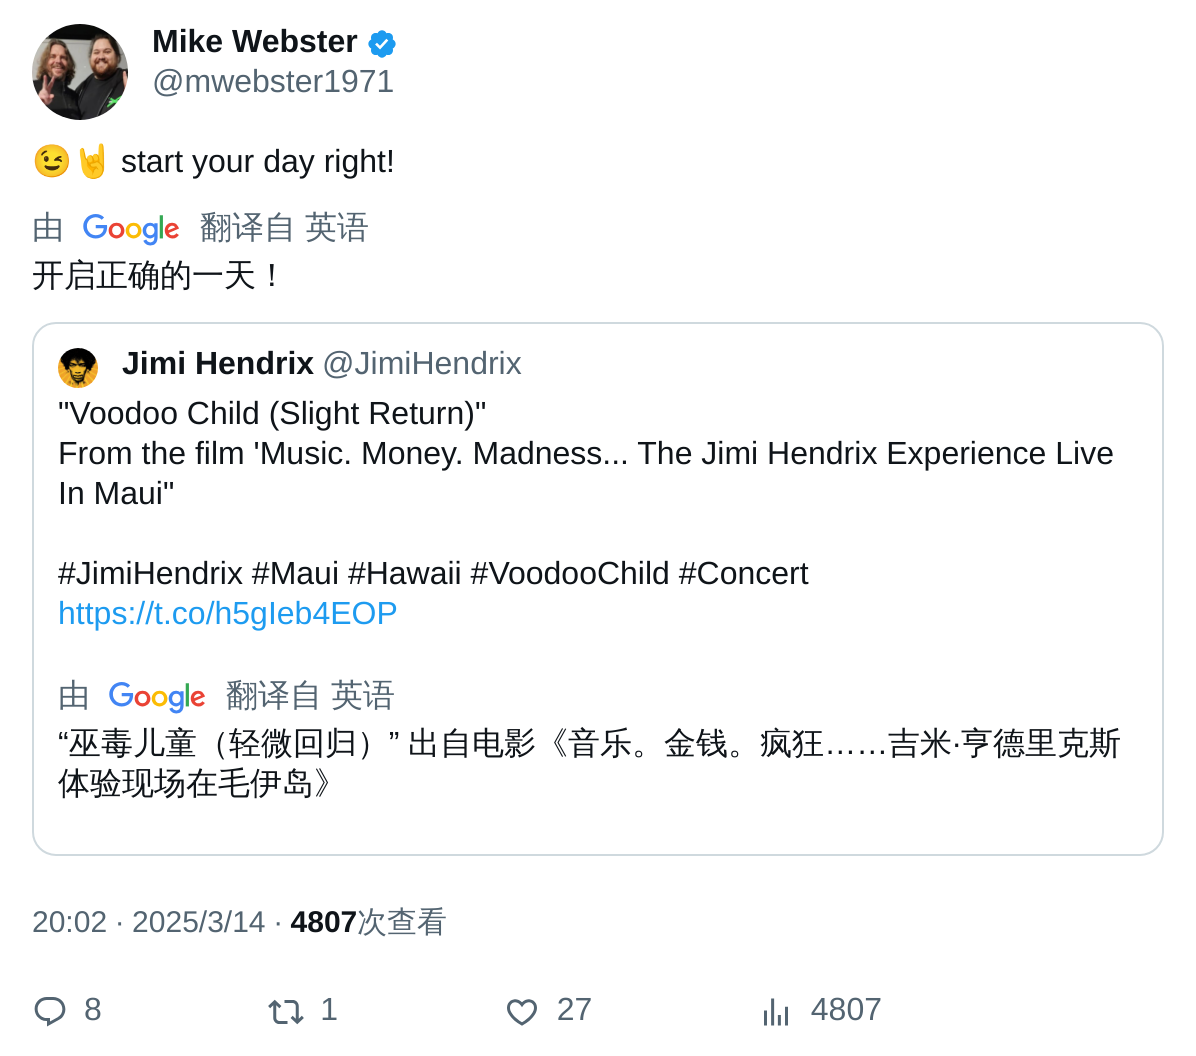 Mike Webster
@mwebster1971
😉🤘 start your day right!
由 Google 翻译自 英语
开启正确的一天！
Jimi Hendrix @JimiHendrix
"Voodoo Child (Slight Return)"
From the film 'Music. Money. Madness... The Jimi Hendrix Experience Live
In Maui"
#JimiHendrix #Maui #Hawaii #VoodooChild #Concert
https://t.co/h5gIeb4EOP
由 Google 翻译自 英语
“巫毒儿童（轻微回归）” 出自电影《音乐。金钱。疯狂……吉米·亨德里克斯
体验现场在毛伊岛》
20:02 · 2025/3/14 · 4807次查看
8 1 27 4807